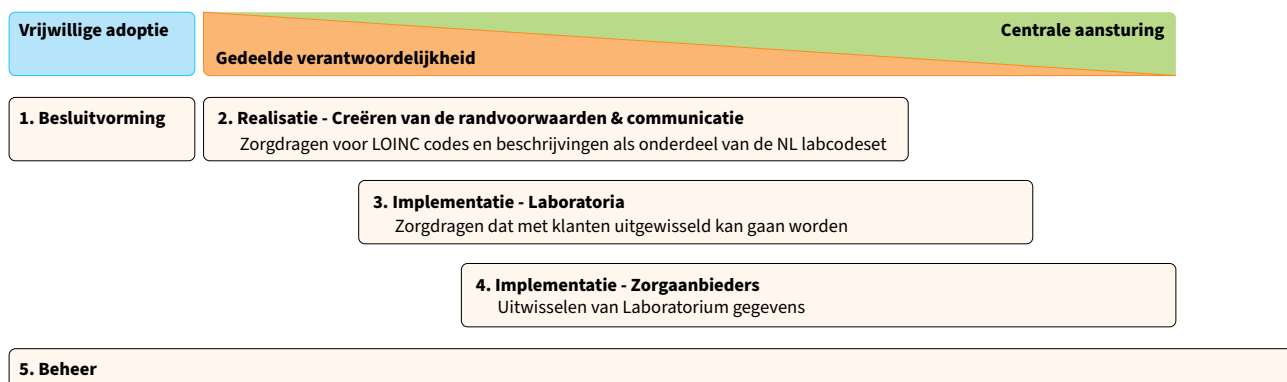 Vrijwillige adoptie
Centrale aansturing
Gedeelde verantwoordelijkheid
1. Besluitvorming
2. Realisatie - Creëren van de randvoorwaarden & communicatie
Zorgdragen voor LOINC codes en beschrijvingen als onderdeel van de NL labcodeset
3. Implementatie - Laboratoria
Zorgdragen dat met klanten uitgewisseld kan gaan worden
4. Implementatie - Zorgaanbieders
Uitwisselen van Laboratorium gegevens
5. Beheer